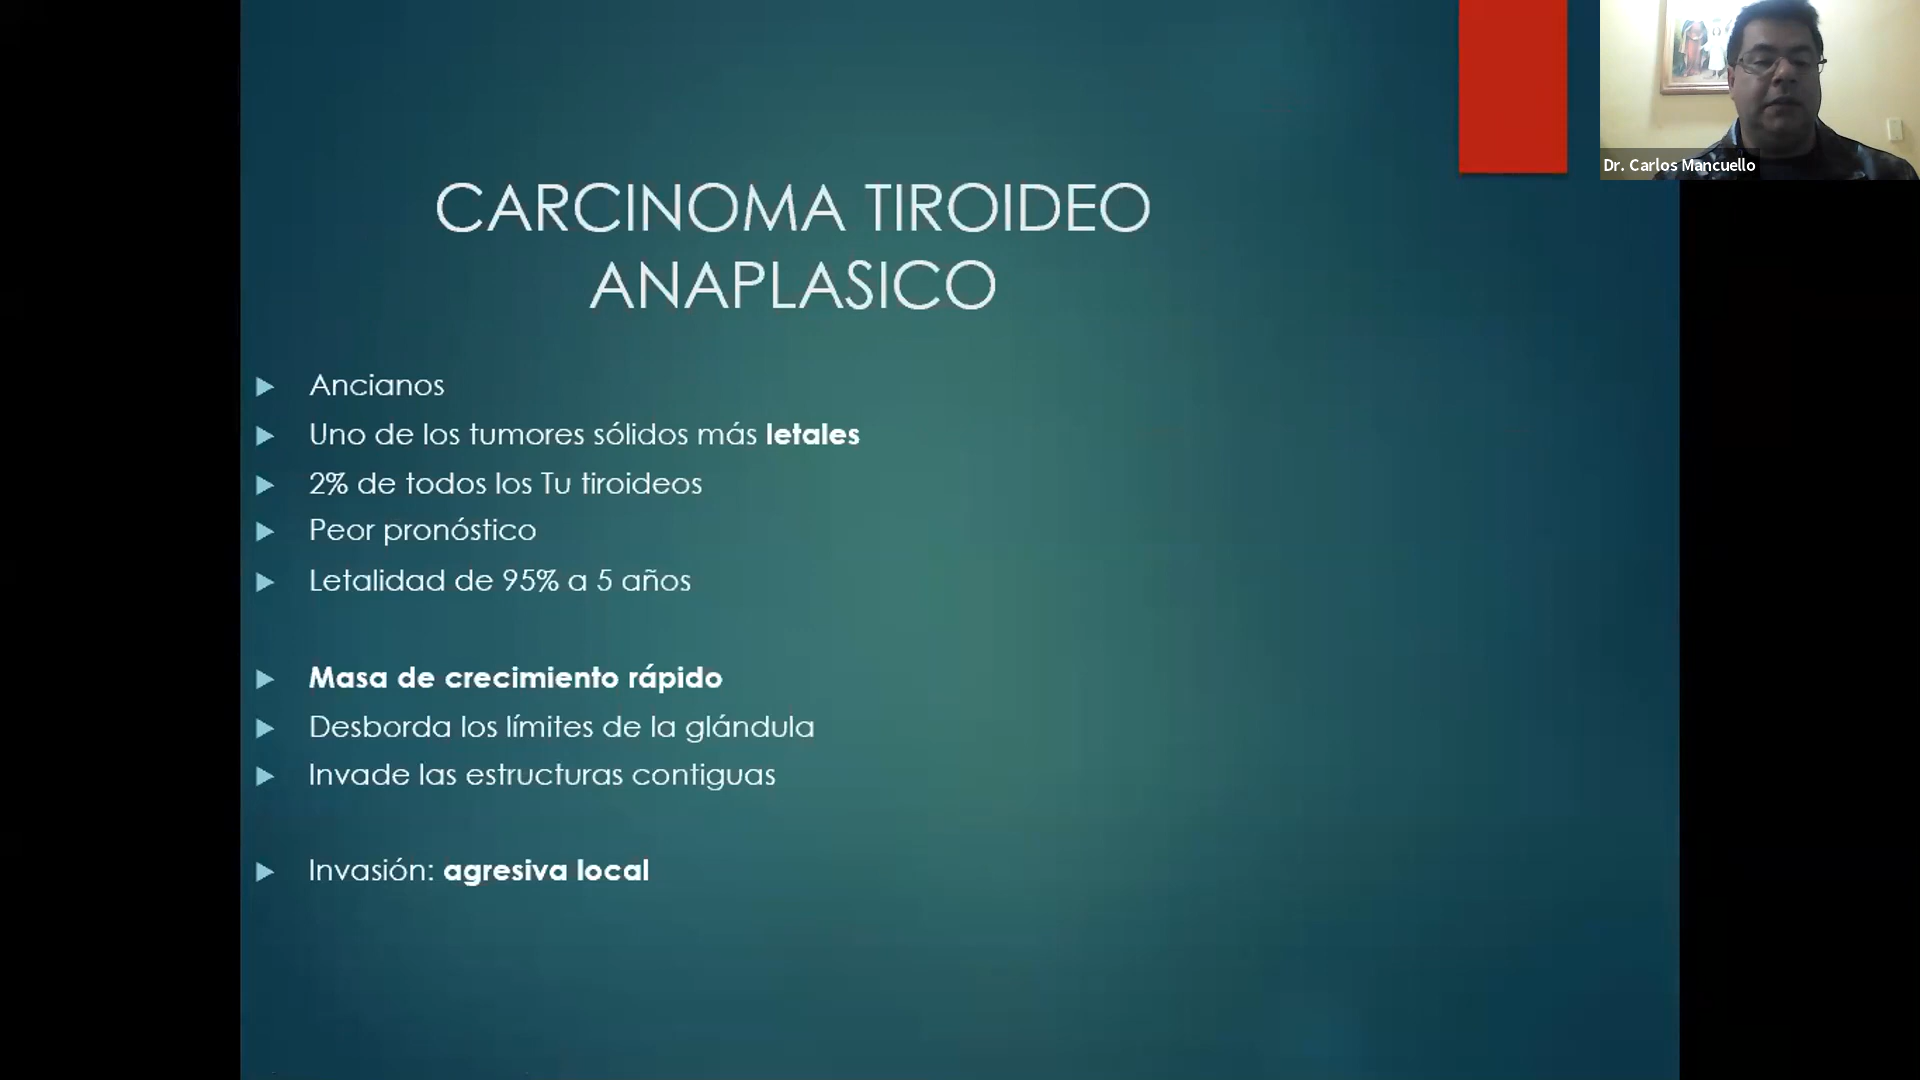 CARCINOMA TIROIDEO
ANAPLASICO
Ancianos
Uno de los tumores sólidos más letales
2% de todos los Tu tiroideos
Peor pronóstico
Letalidad de 95% a 5 años
Masa de crecimiento rápido
Desborda los límites de la glándula
Invade las estructuras contiguas
Invasión: agresiva local
Dr. Carlos Mancuello